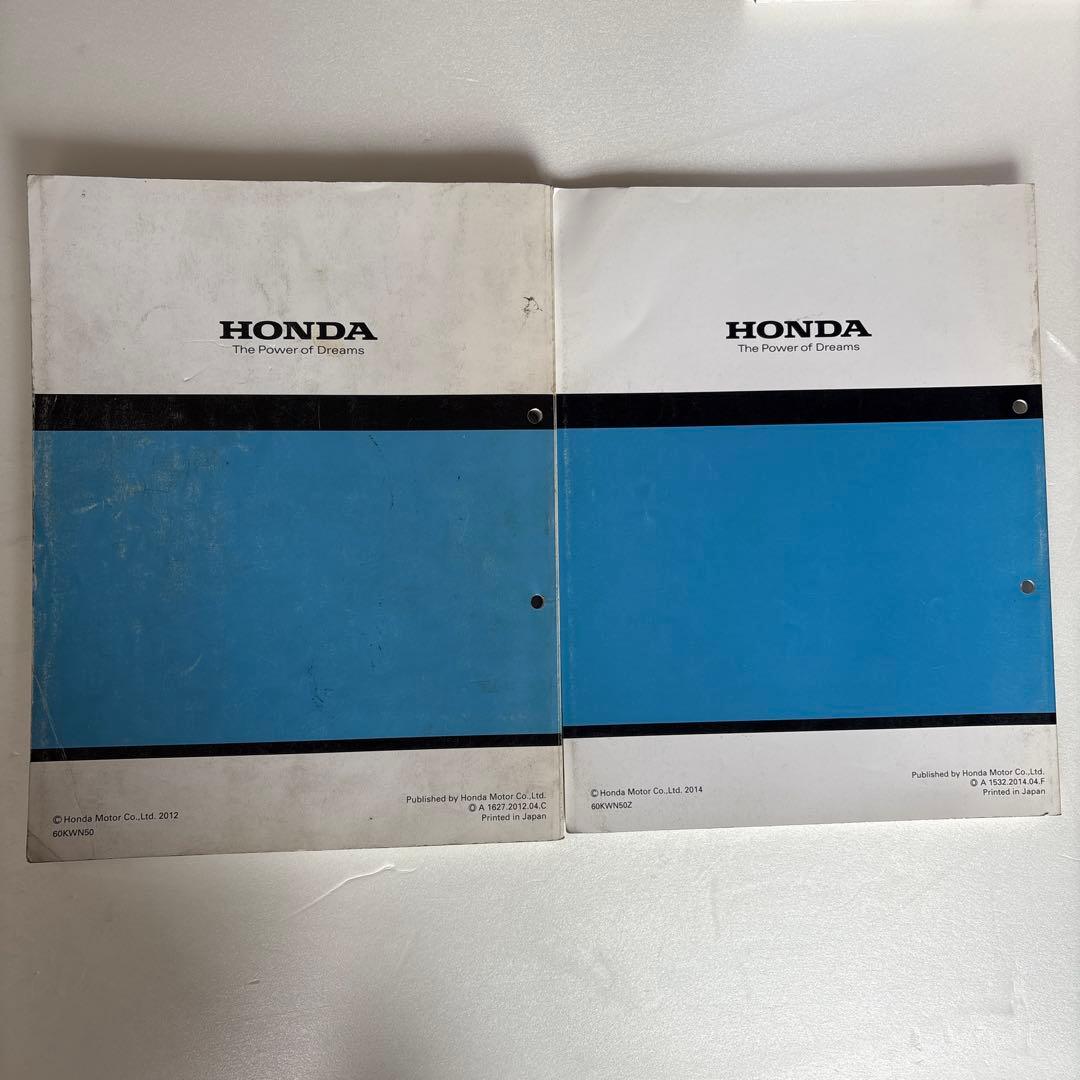 HONDA
The Power of Dreams
© Honda Motor Co.,Ltd. 2012
60KWN50
Published by Honda Motor Co.,Ltd.
Ⓞ A 1627.2012.04.C
Printed in Japan
HONDA
The Power of Dreams
© Honda Motor Co.,Ltd. 2014
60KWN50Z
Published by Honda Motor Co.,Ltd.
Ⓞ A 1532.2014.04.F
Printed in Japan